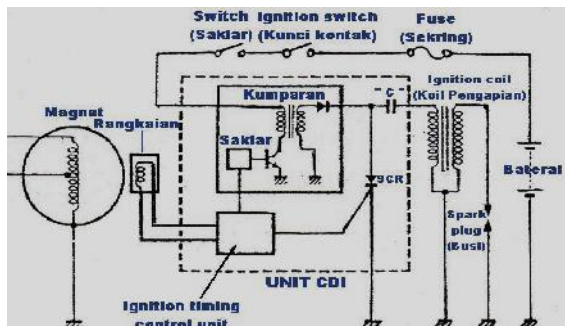 Switch Ignition switch
(Saklar) (Kunci kontak)
Fuse
(Sekring)
Kumparan
"C"
Ignition coil
(Koil Pengapian)
Magnet
Rangkaian
Saklar
SCR
Baterai
Spark
plug
(Busi)
UNIT CDI
Ignition timing
control unit